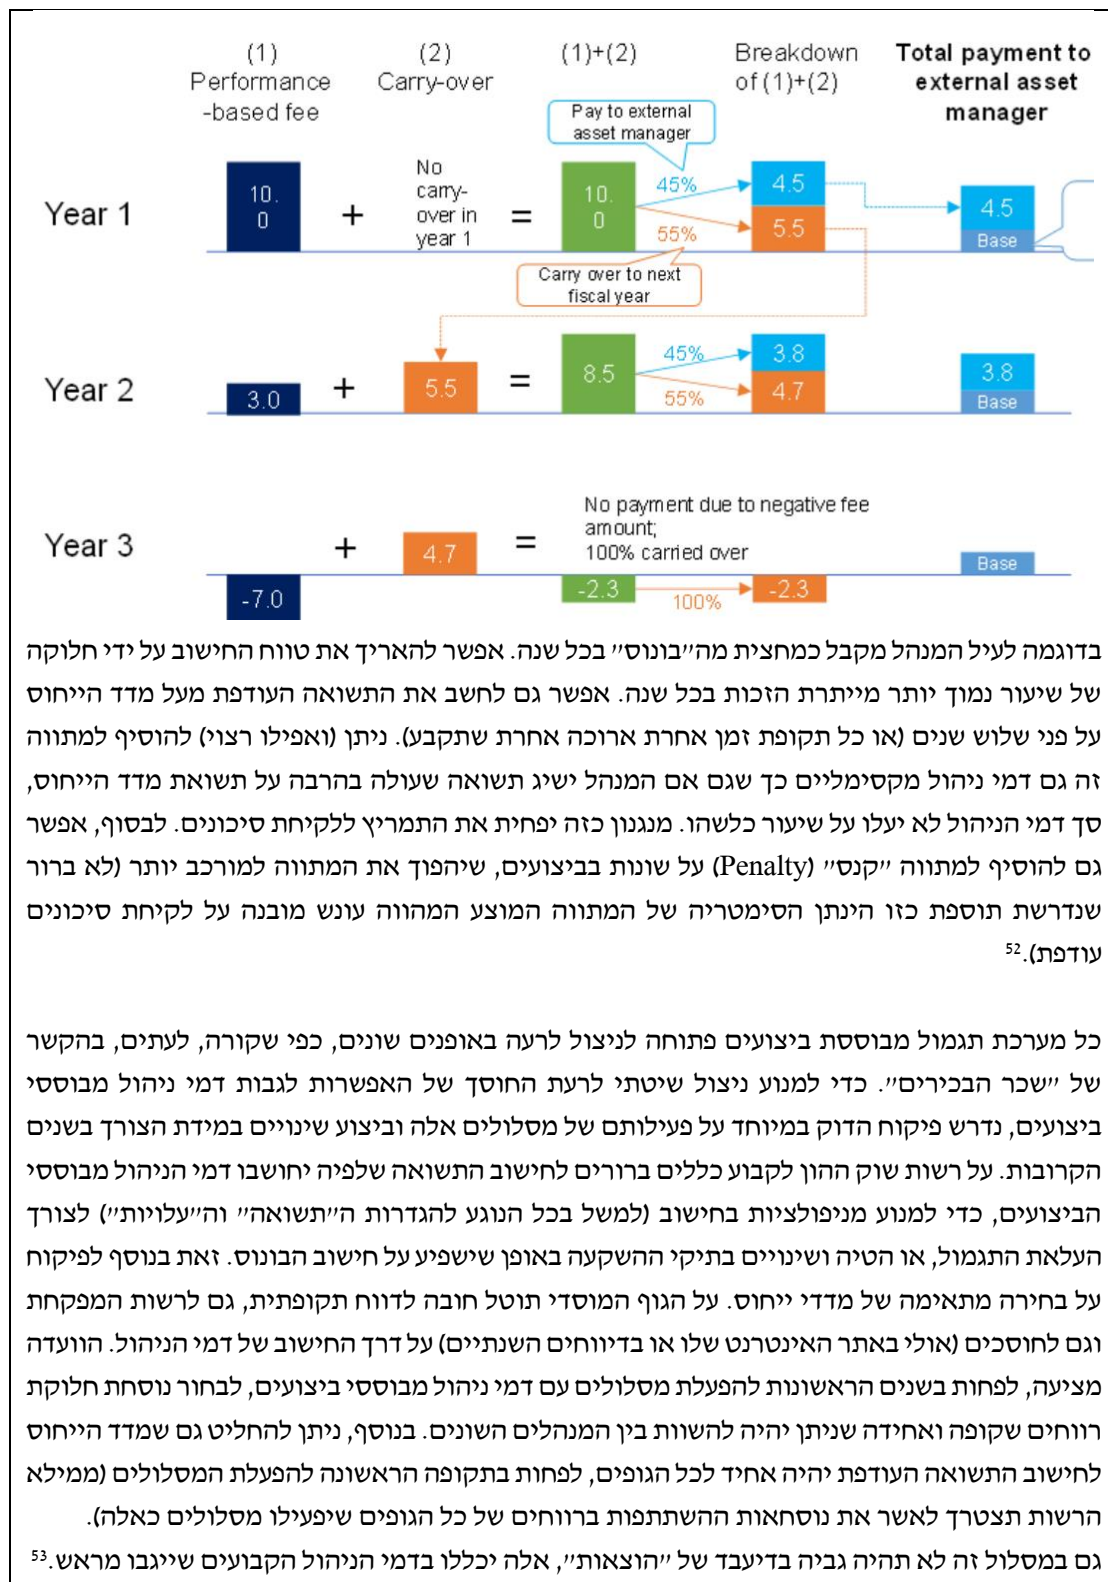 (1)
Performance
-based fee
(2)
Carry-over
(1)+(2)
Breakdown
of (1)+(2)
Total payment to
external asset
manager
Pay to external
asset manager
Year 1
10.
0
+
No
carry-
over in
year 1
=
10.
0
45%
55%
4.5
5.5
4.5
Base
Carry over to next
fiscal year
Year 2
3.0
+
5.5
=
8.5
45%
55%
3.8
4.7
3.8
Base
Year 3
-7.0
+
4.7
=
No payment due to negative fee
amount;
100% carried over
-2.3
100%
-2.3
Base
בדוגמה לעיל המנהל מקבל כמחצית מה״בונוס״ בכל שנה. אפשר להאריך את טווח החישוב על ידי חלוקה
של שיעור נמוך יותר מייתרת הזכות בכל שנה. אפשר גם לחשב את התשואה העודפת מעל מדד הייחוס
על פני שלוש שנים (או כל תקופת זמן אחרת ארוכה אחרת שתקבע). ניתן (ואפילו רצוי) להוסיף למתווה
זה גם דמי ניהול מקסימליים כך שגם אם המנהל ישיג תשואה שעולה בהרבה על תשואת מדד הייחוס,
סך דמי הניהול לא יעלו על שיעור כלשהו. מנגנון כזה יפחית את התמריץ ללקיחת סיכונים. לבסוף, אפשר
גם להוסיף למתווה ״קנס״ (Penalty) על שונות בביצועים, שיהפוך את המתווה למורכב יותר (לא ברור
שנדרשת תוספת כזו הינתן הסימטריה של המתווה המוצע המהווה עונש מובנה על לקיחת סיכונים
עודפת).52
כל מערכת תגמול מבוססת ביצועים פתוחה לניצול לרעה באופנים שונים, כפי שקורה, לעתים, בהקשר
של ״שכר הבכירים״. כדי למנוע ניצול שיטתי לרעת החוסך של האפשרות לגבות דמי ניהול מבוססי
ביצועים, נדרש פיקוח הדוק במיוחד על פעילותם של מסלולים אלה וביצוע שינויים במידת הצורך בשנים
הקרובות. על רשות שוק ההון לקבוע כללים ברורים לחישוב התשואה שלפיה יחושבו דמי הניהול מבוססי
הביצועים, כדי למנוע מניפולציות בחישוב (למשל בכל הנוגע להגדרות ה״תשואה״ וה״עלויות״) לצורך
העלאת התגמול, או הטיה ושינויים בתיקי ההשקעה באופן שישפיע על חישוב הבונוס. זאת בנוסף לפיקוח
על בחירה מתאימה של מדדי ייחוס. על הגוף המוסדי תוטל חובה לדווח תקופתית, גם לרשות המפקחת
וגם לחוסכים (אולי באתר האינטרנט שלו או בדיווחים השנתיים) על דרך החישוב של דמי הניהול. הוועדה
מציעה, לפחות בשנים הראשונות להפעלת מסלולים עם דמי ניהול מבוססי ביצועים, לבחור נוסחת חלוקת
רווחים שקופה ואחידה שניתן יהיה להשוות בין המנהלים השונים. בנוסף, ניתן להחליט גם שמדד הייחוס
לחישוב התשואה העודפת יהיה אחיד לכל הגופים, לפחות בתקופה הראשונה להפעלת המסלולים (ממילא
הרשות תצטרך לאשר את נוסחאות ההשתתפות ברווחים של כל הגופים שיפעילו מסלולים כאלה).
גם במסלול זה לא תהיה גביה בדיעבד של ״הוצאות״, אלה יכללו בדמי הניהול הקבועים שייגבו מראש.53